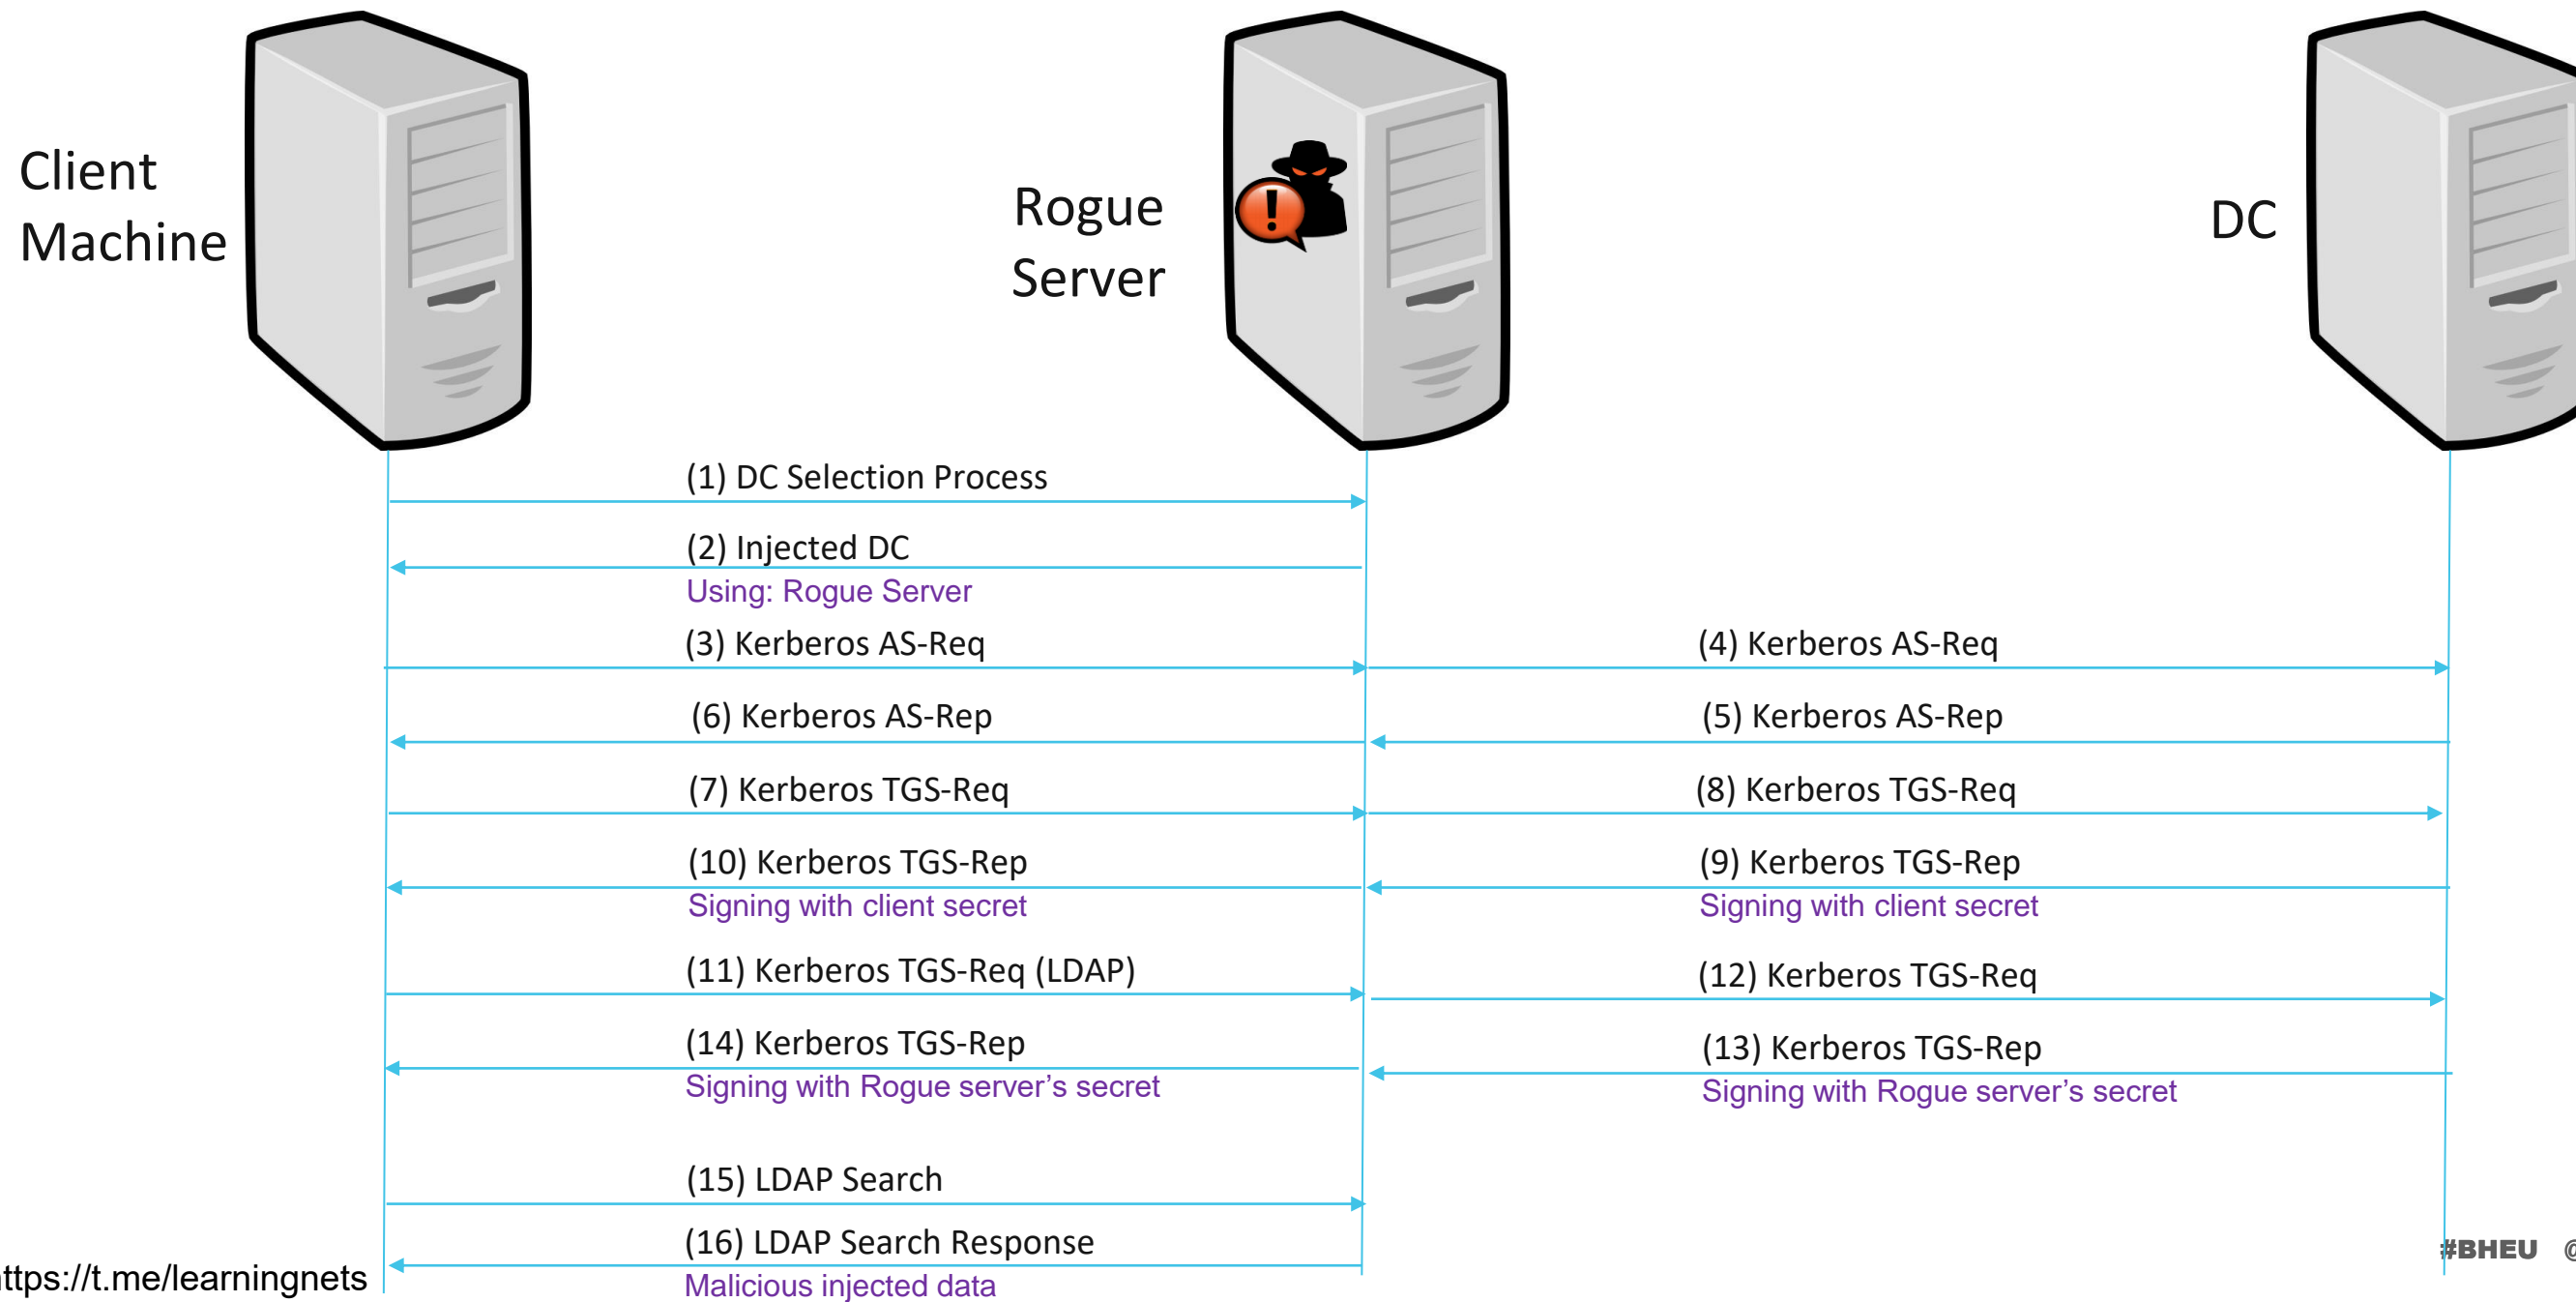 Client
Machine
Rogue
Server
!
DC
(1) DC Selection Process
(2) Injected DC
Using: Rogue Server
(3) Kerberos AS-Req
(4) Kerberos AS-Req
(6) Kerberos AS-Rep
(5) Kerberos AS-Rep
(7) Kerberos TGS-Req
(8) Kerberos TGS-Req
(10) Kerberos TGS-Rep
Signing with client secret
(9) Kerberos TGS-Rep
Signing with client secret
(11) Kerberos TGS-Req (LDAP)
(12) Kerberos TGS-Req
(14) Kerberos TGS-Rep
Signing with Rogue server’s secret
(13) Kerberos TGS-Rep
Signing with Rogue server’s secret
(15) LDAP Search
(16) LDAP Search Response
Malicious injected data
ttps://t.me/learningnets
#BHEU @